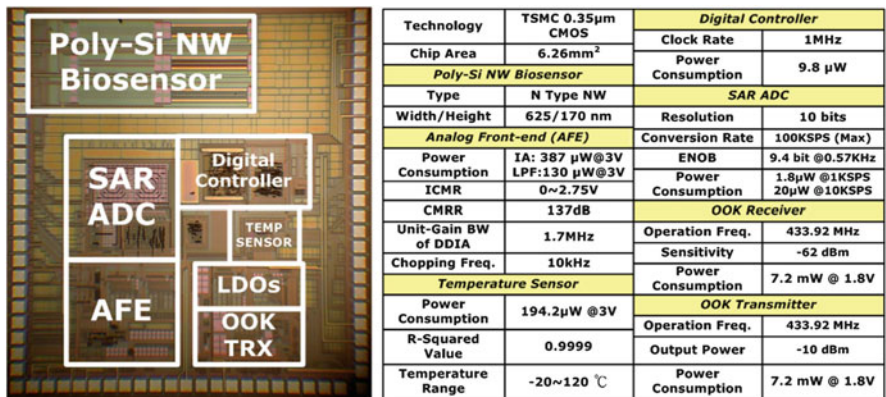 Poly-Si NW
Biosensor
SAR
ADC
Digital
Controller
TEMP
SENSOR
AFE
LDOs
OOK
TRX
Technology TSMC 0.35μm CMOS
Chip Area 6.26mm²
Poly-Si NW Biosensor
Type N Type NW
Width/Height 625/170 nm
Analog Front-end (AFE)
Power Consumption IA: 387 μW@3V
LPF:130 μW@3V
ICMR 0~2.75V
CMRR 137dB
Unit-Gain BW of DDIA 1.7MHz
Chopping Freq. 10kHz
Temperature Sensor
Power Consumption 194.2μW @3V
R-Squared Value 0.9999
Temperature Range -20~120 ℃
Digital Controller
Clock Rate 1MHz
Power Consumption 9.8 μW
SAR ADC
Resolution 10 bits
Conversion Rate 100KSPS (Max)
ENOB 9.4 bit @0.57KHz
Power Consumption 1.8μW @1KSPS
20μW @10KSPS
OOK Receiver
Operation Freq. 433.92 MHz
Sensitivity -62 dBm
Power Consumption 7.2 mW @ 1.8V
OOK Transmitter
Operation Freq. 433.92 MHz
Output Power -10 dBm
Power Consumption 7.2 mW @ 1.8V